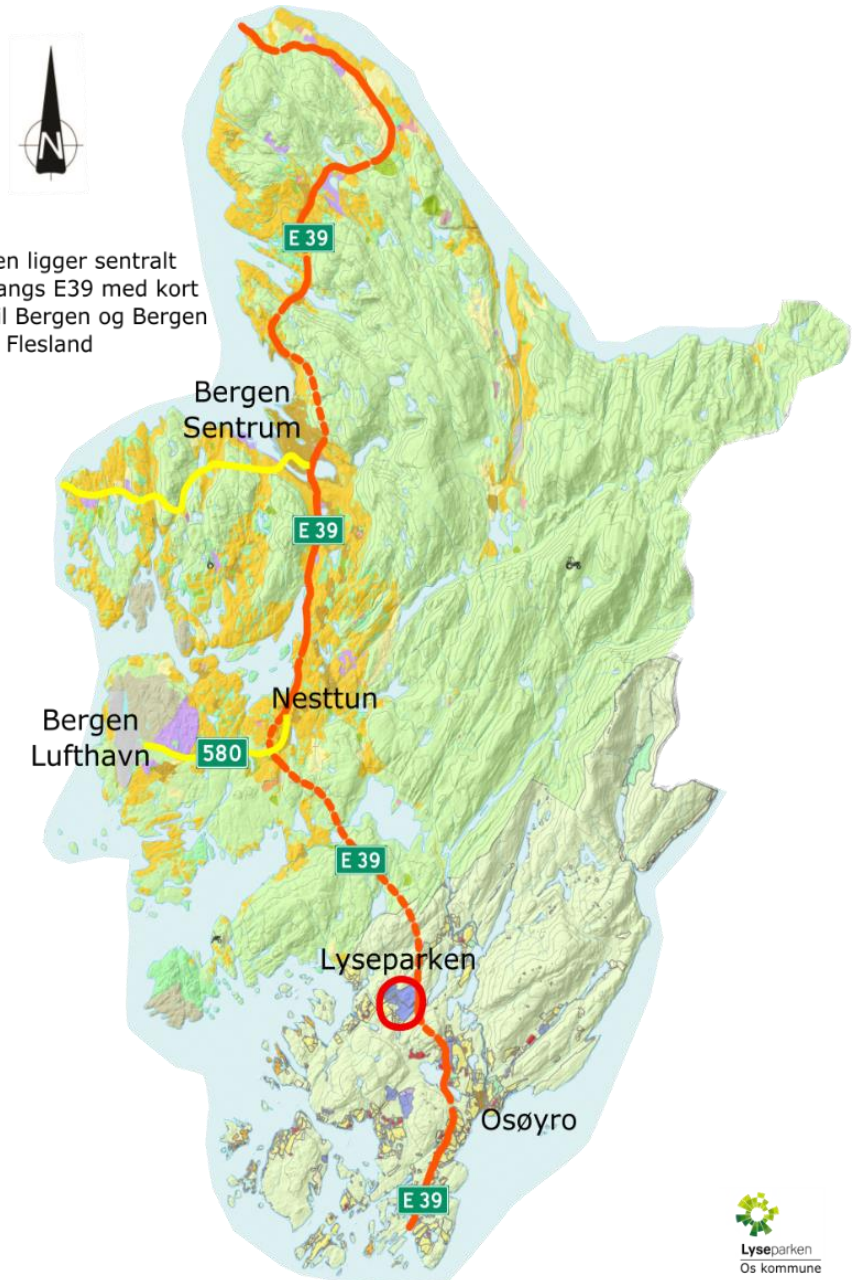 N
E 39
en ligger sentralt
angs E39 med kort
il Bergen og Bergen
Flesland
Bergen
Sentrum
E 39
Nesttun
Bergen
Lufthavn
580
E 39
Lyseparken
Osøyro
E 39
Lyseparken
Os kommune